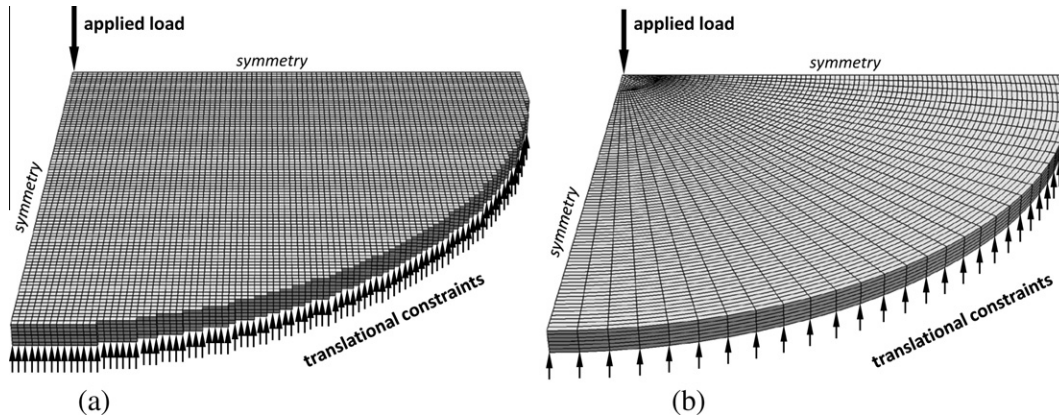 applied load
symmetry
symmetry
translational constraints
(a)
applied load
symmetry
symmetry
translational constraints
(b)